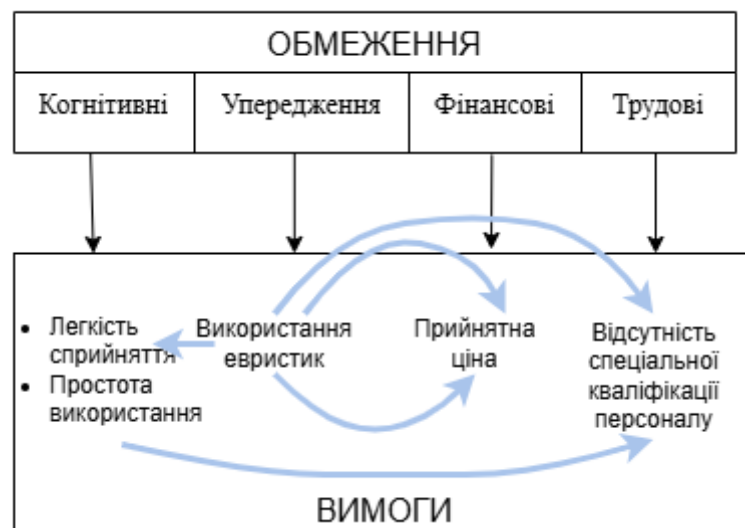 ОБМЕЖЕННЯ
Когнітивні
Упередження
Фінансові
Трудові
• Легкість
сприйняття
• Простота
використання
Використання
евристик
Прийнятна
ціна
Відсутність
спеціальної
кваліфікації
персоналу
ВИМОГИ